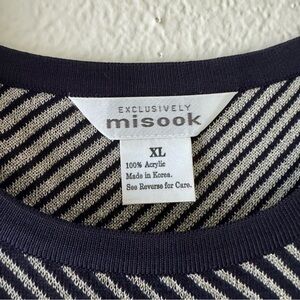 EXCLUSIVELY
misook
XL
100% Acrylic
Made in Korea.
See Reverse for Care.